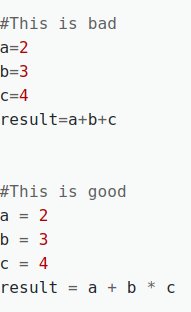 #This is bad
a=2
b=3
c=4
result=a+b+c
#This is good
a = 2
b = 3
c = 4
result = a + b * c